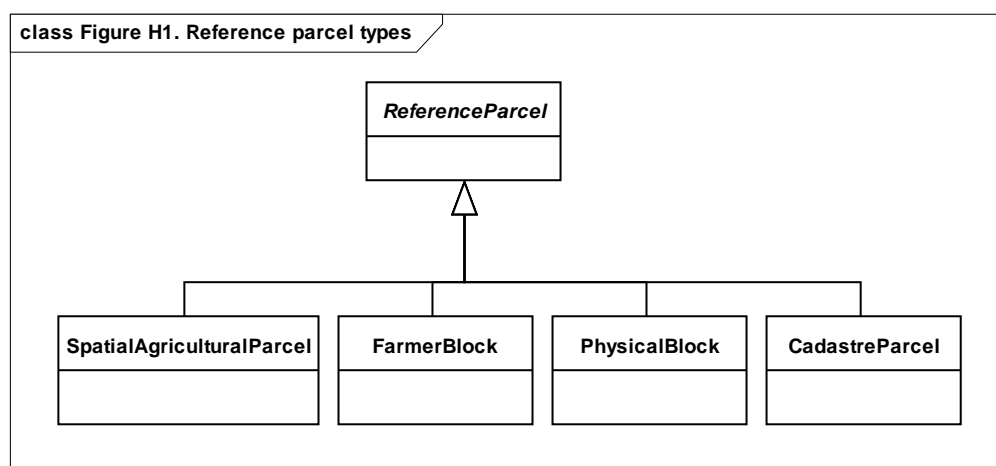 class Figure H1. Reference parcel types
ReferenceParcel
SpatialAgriculturalParcel
FarmerBlock
PhysicalBlock
CadastreParcel